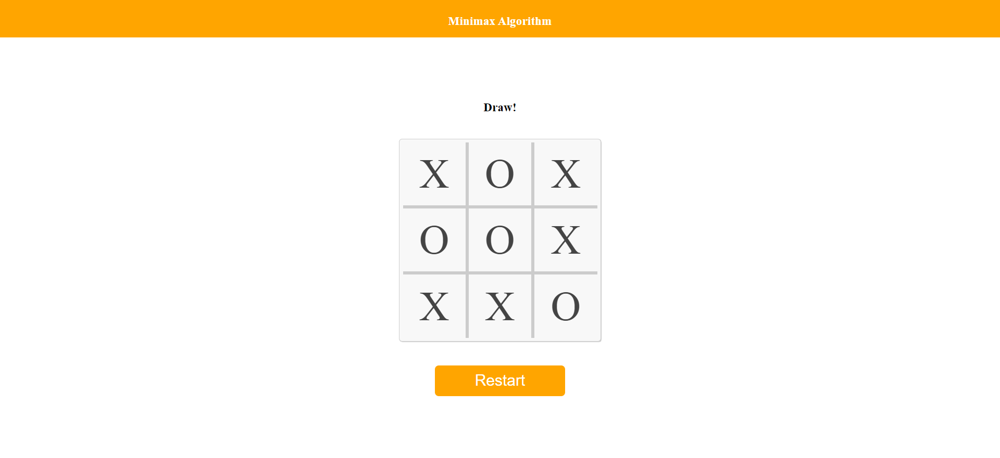 Minimax Algorithm
Draw!
X O X
O O X
X X O
Restart